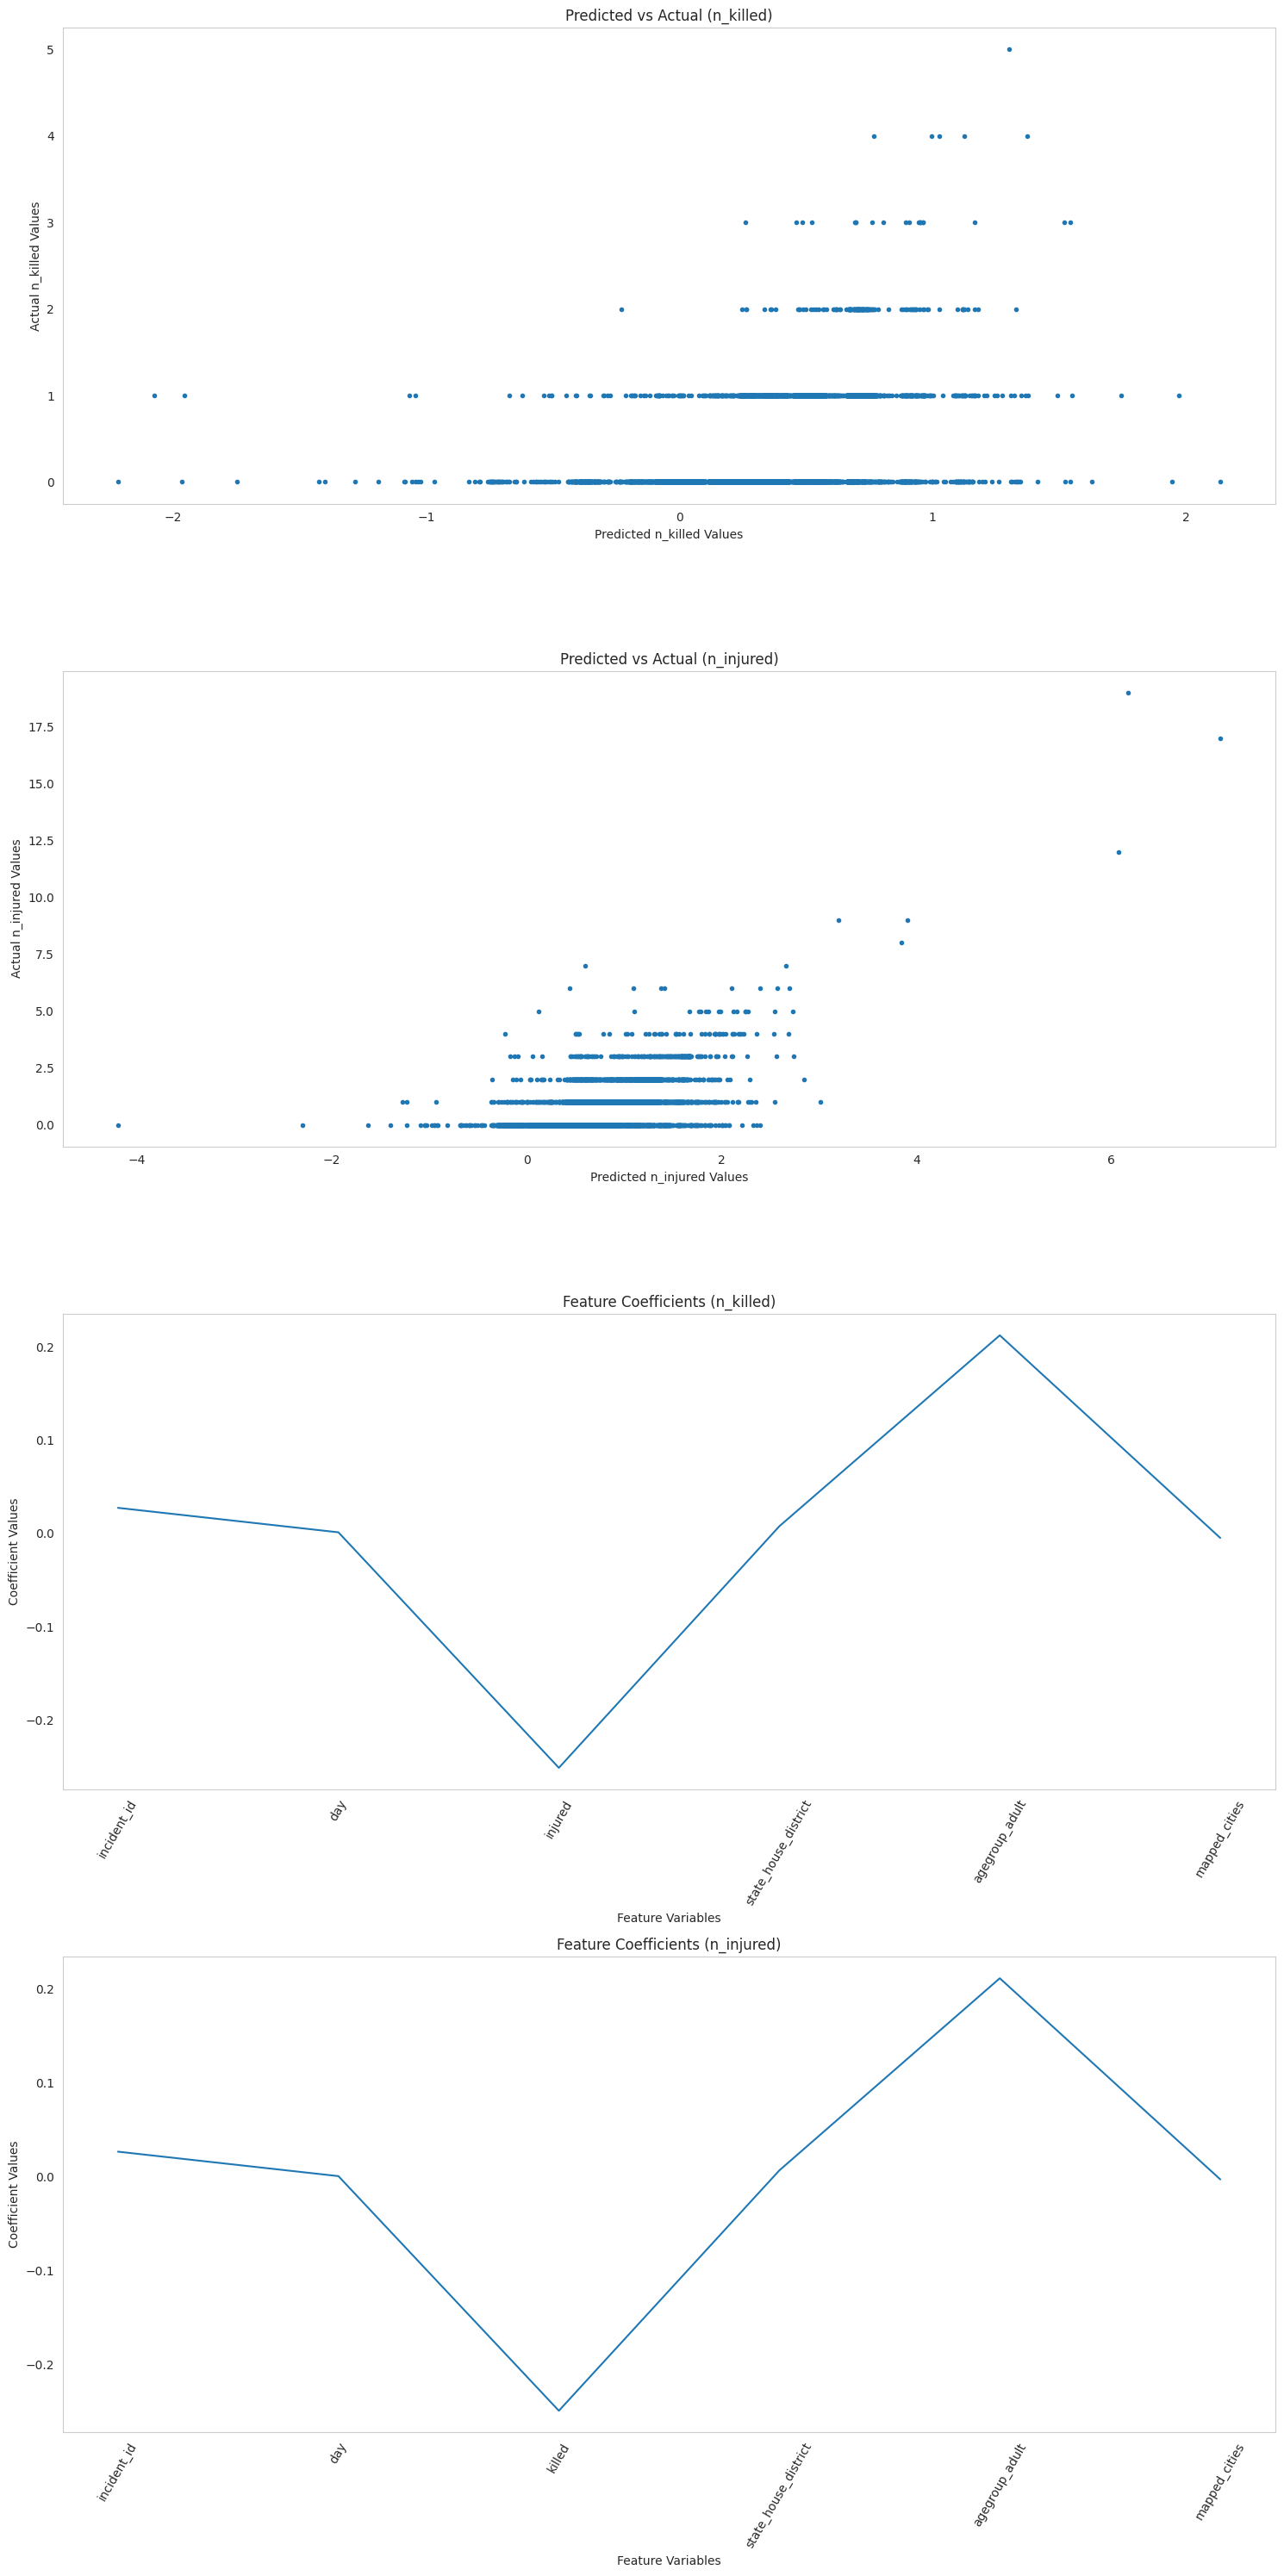 Predicted vs Actual (n_killed)
5
4
3
2
1
0
Actual n_killed Values
−2 −1 0 1 2
Predicted n_killed Values
Predicted vs Actual (n_injured)
17.5
15.0
12.5
10.0
7.5
5.0
2.5
0.0
Actual n_injured Values
−4 −2 0 2 4 6
Predicted n_injured Values
Feature Coefficients (n_killed)
0.2
0.1
0.0
−0.1
−0.2
Coefficient Values
incident_id day injured state_house_district agegroup_adult mapped_cities
Feature Variables
Feature Coefficients (n_injured)
0.2
0.1
0.0
−0.1
−0.2
Coefficient Values
incident_id day killed state_house_district agegroup_adult mapped_cities
Feature Variables